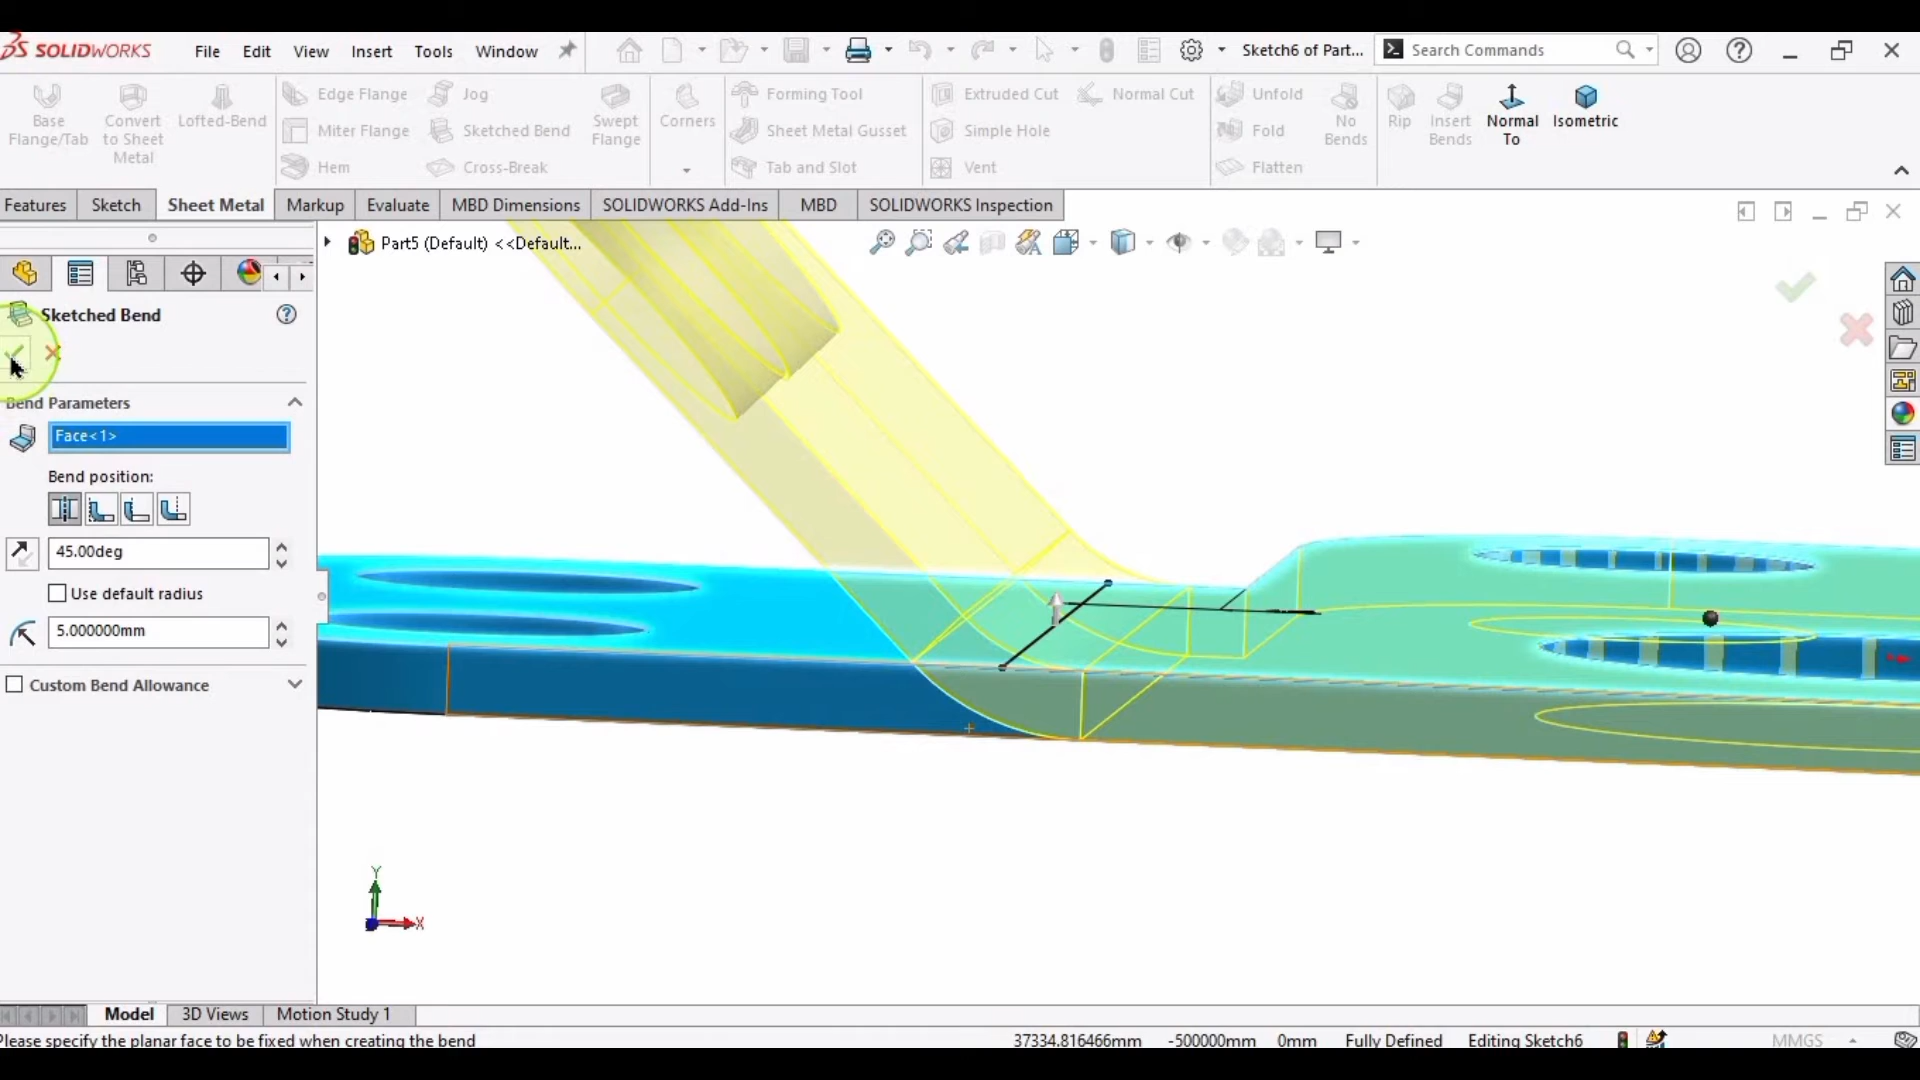 SOLIDWORKS File Edit View Insert Tools Window Sketch6 of Part... Search Commands
Base Flange/Tab
Convert to Sheet Metal
Lofted-Bend
Edge Flange
Miter Flange
Hem
Jog
Sketched Bend
Cross-Break
Swept Flange
Corners
Forming Tool
Sheet Metal Gusset
Tab and Slot
Extruded Cut
Simple Hole
Vent
Normal Cut
Unfold
Fold
Flatten
No Bends
Rip
Insert Bends
Normal To
Isometric
Features Sketch Sheet Metal Markup Evaluate MBD Dimensions SOLIDWORKS Add-Ins MBD SOLIDWORKS Inspection
Part5 (Default) <<Default...
Sketched Bend
Bend Parameters
Face<1>
Bend position:
45.00deg
Use default radius
5.000000mm
Custom Bend Allowance
Y
X
Model 3D Views Motion Study 1
Please specify the planar face to be fixed when creating the bend 37334.816466mm -500000mm 0mm Fully Defined Editing Sketch6 MMGS